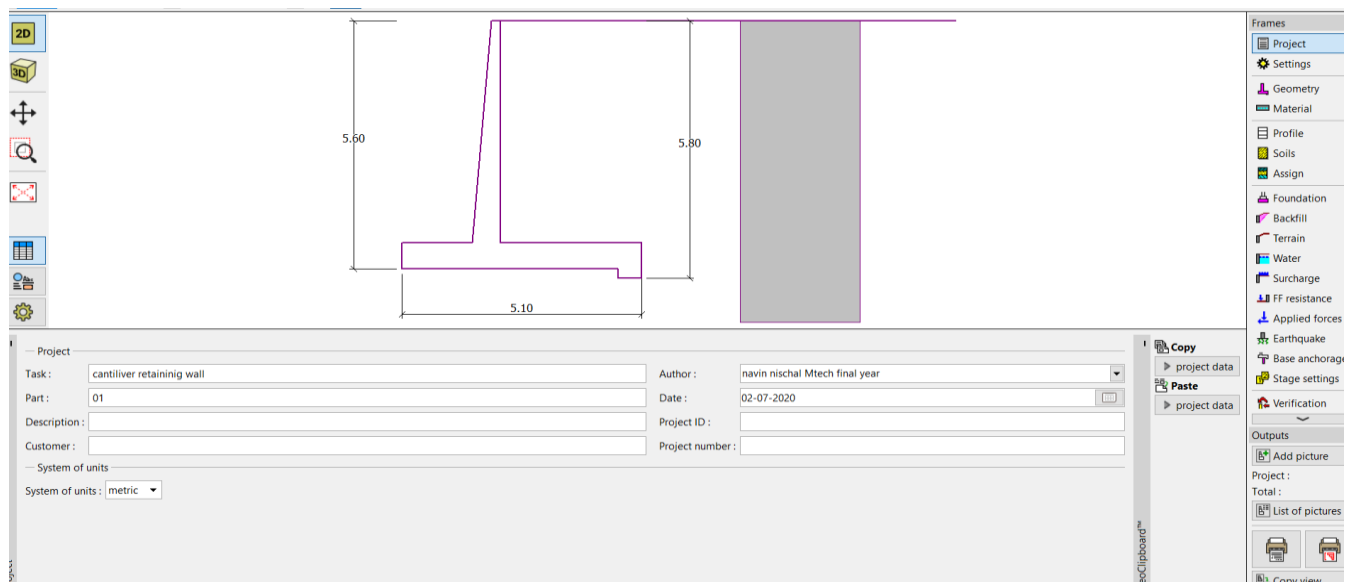 2D
3D
5.60
5.80
5.10
Frames
Project
Settings
Geometry
Material
Profile
Soils
Assign
Foundation
Backfill
Terrain
Water
Surcharge
FF resistance
Applied forces
Earthquake
Base anchorage
Stage settings
Verification
Outputs
Add picture
Project :
Total :
List of pictures
Copy view
Project
Task : cantiliver retaininig wall
Author : navin nischal Mtech final year
Part : 01
Date : 02-07-2020
Description :
Project ID :
Customer :
Project number :
System of units
System of units : metric
Copy
project data
Paste
project data
eoClipboard™